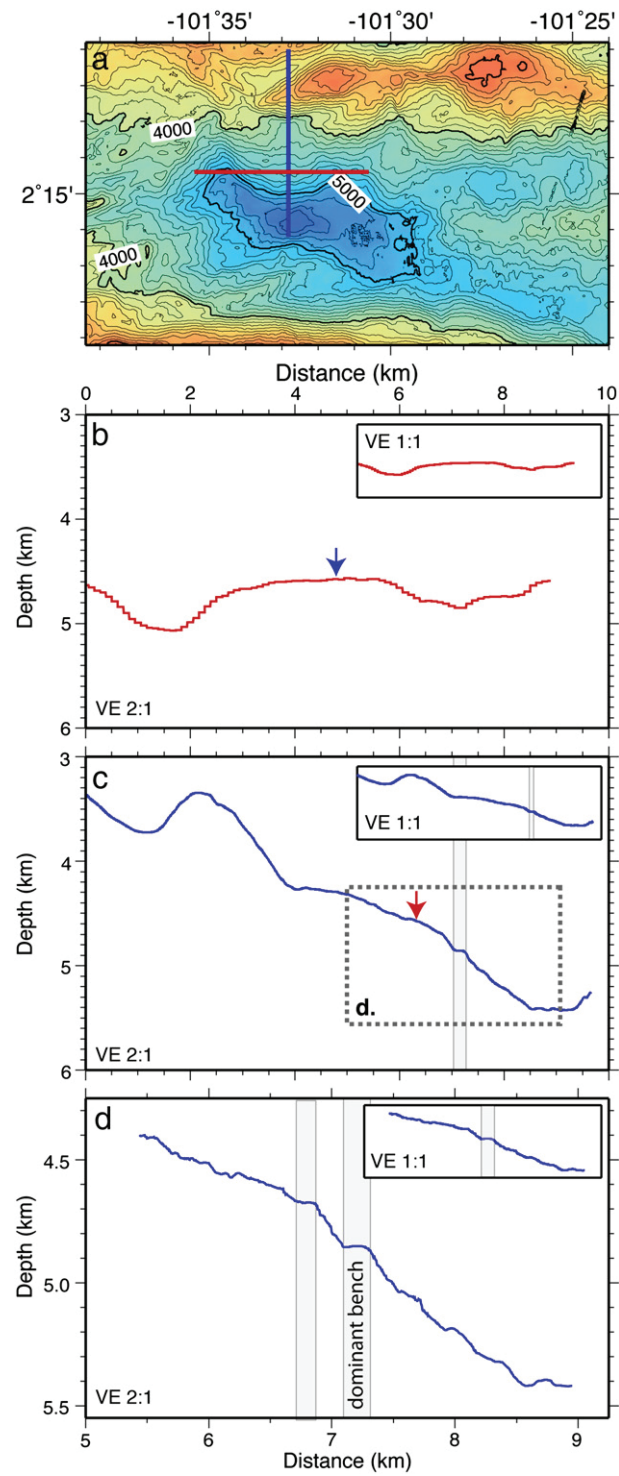 -101°35' -101°30' -101°25'
a
4000
5000
2°15'
4000
Distance (km)
0 2 4 6 8 10
b
VE 1:1
3
4
5
6
Depth (km)
VE 2:1
c
VE 1:1
3
4
5
6
Depth (km)
d.
VE 2:1
d
VE 1:1
4.5
5.0
5.5
Depth (km)
dominant bench
VE 2:1
5 6 7 8 9
Distance (km)